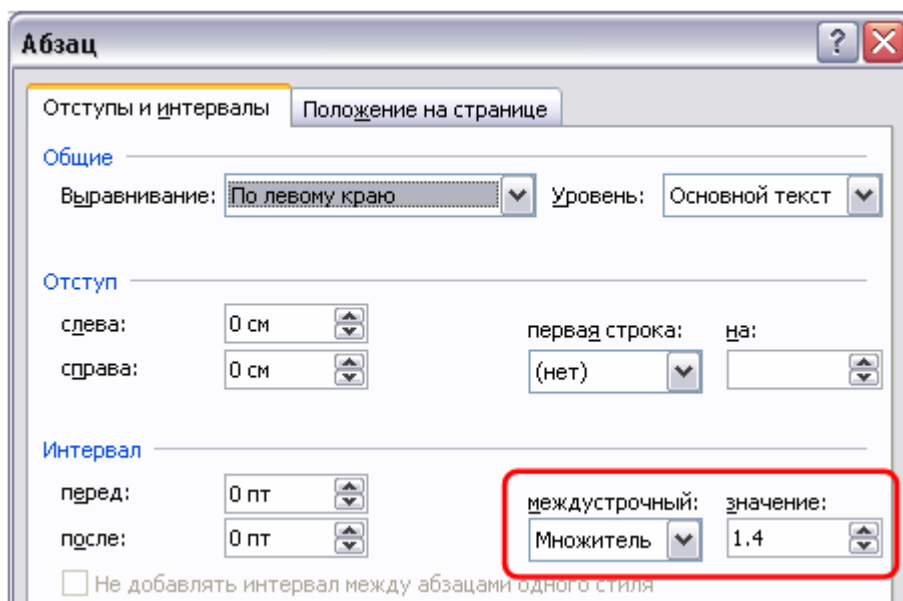 Абзац ?
Отступы и интервалы Положение на странице
Общие
Выравнивание: По левому краю Уровень: Основной текст
Отступ
слева: 0 см первая строка: на:
справа: 0 см (нет)
Интервал
перед: 0 пт междустрочный: значение:
после: 0 пт Множитель 1.4
Не добавлять интервал между абзацами одного стиля